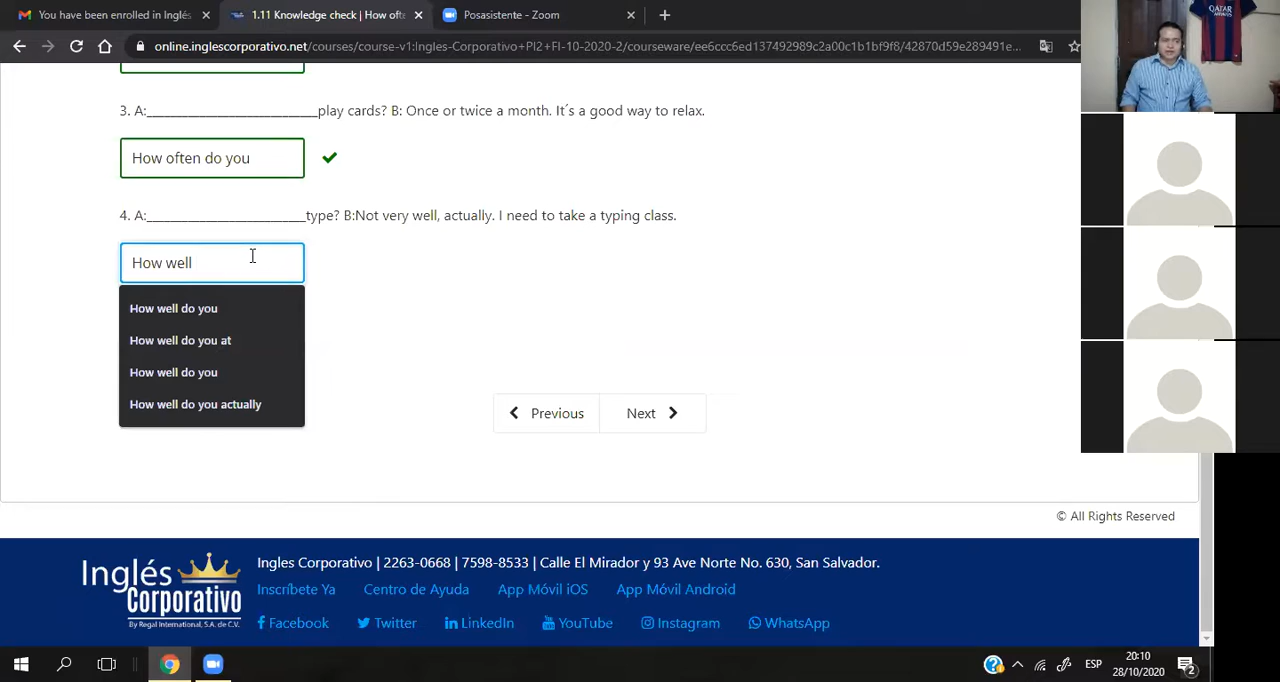 You have been enrolled in Inglés
1.11 Knowledge check | How ofte
Posasistente - Zoom
online.inglescorporativo.net/courses/course-v1:Ingles-Corporativo+PI2+FI-10-2020-2/courseware/ee6ccc6ed137492989c2a00c1b1bf9f8/42870d59e289491e...
QATAR
AIRWAYS
3. A:________________________play cards? B: Once or twice a month. It´s a good way to relax.
How often do you
4. A:______________________type? B:Not very well, actually. I need to take a typing class.
How well
How well do you
How well do you at
How well do you
How well do you actually
Previous
Next
© All Rights Reserved
Inglés
Corporativo
By Regal International, S.A. de C.V.
Ingles Corporativo | 2263-0668 | 7598-8533 | Calle El Mirador y 93 Ave Norte No. 630, San Salvador.
Inscríbete Ya
Centro de Ayuda
App Móvil iOS
App Móvil Android
Facebook
Twitter
LinkedIn
YouTube
Instagram
WhatsApp
ESP
20:10
28/10/2020
2